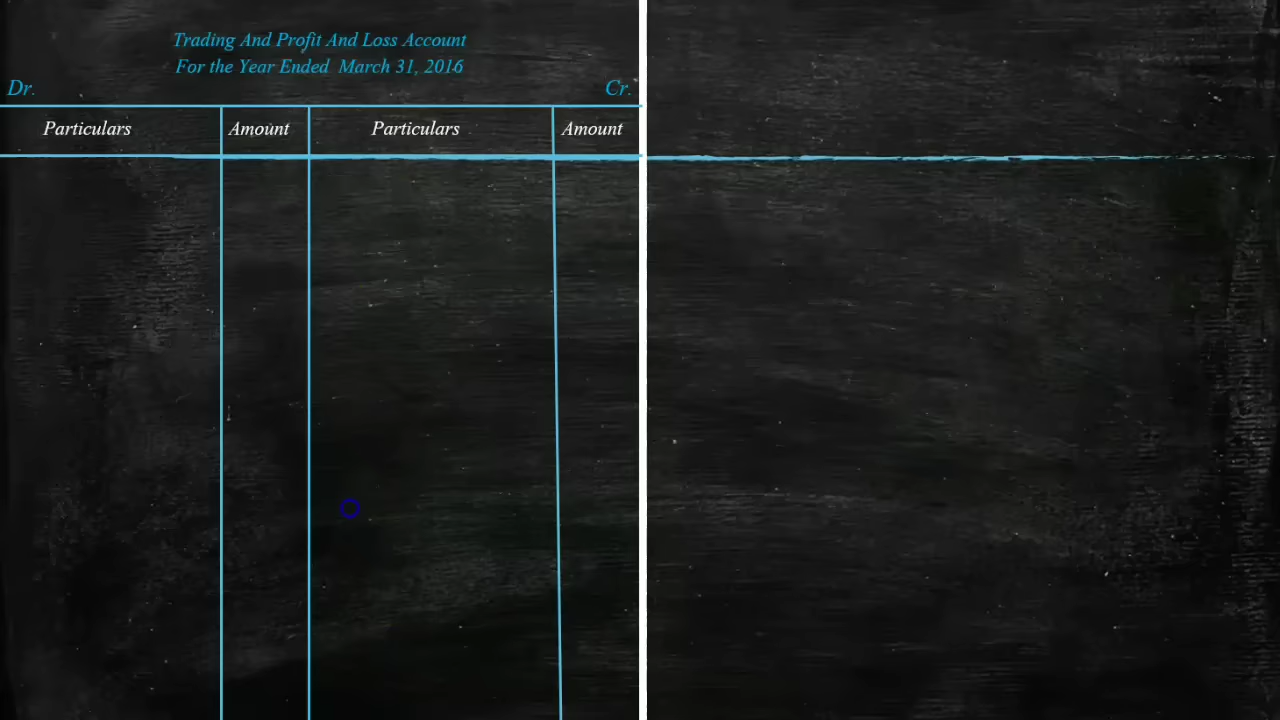 Trading And Profit And Loss Account
For the Year Ended March 31, 2016
Dr. Cr.
Particulars Amount Particulars Amount